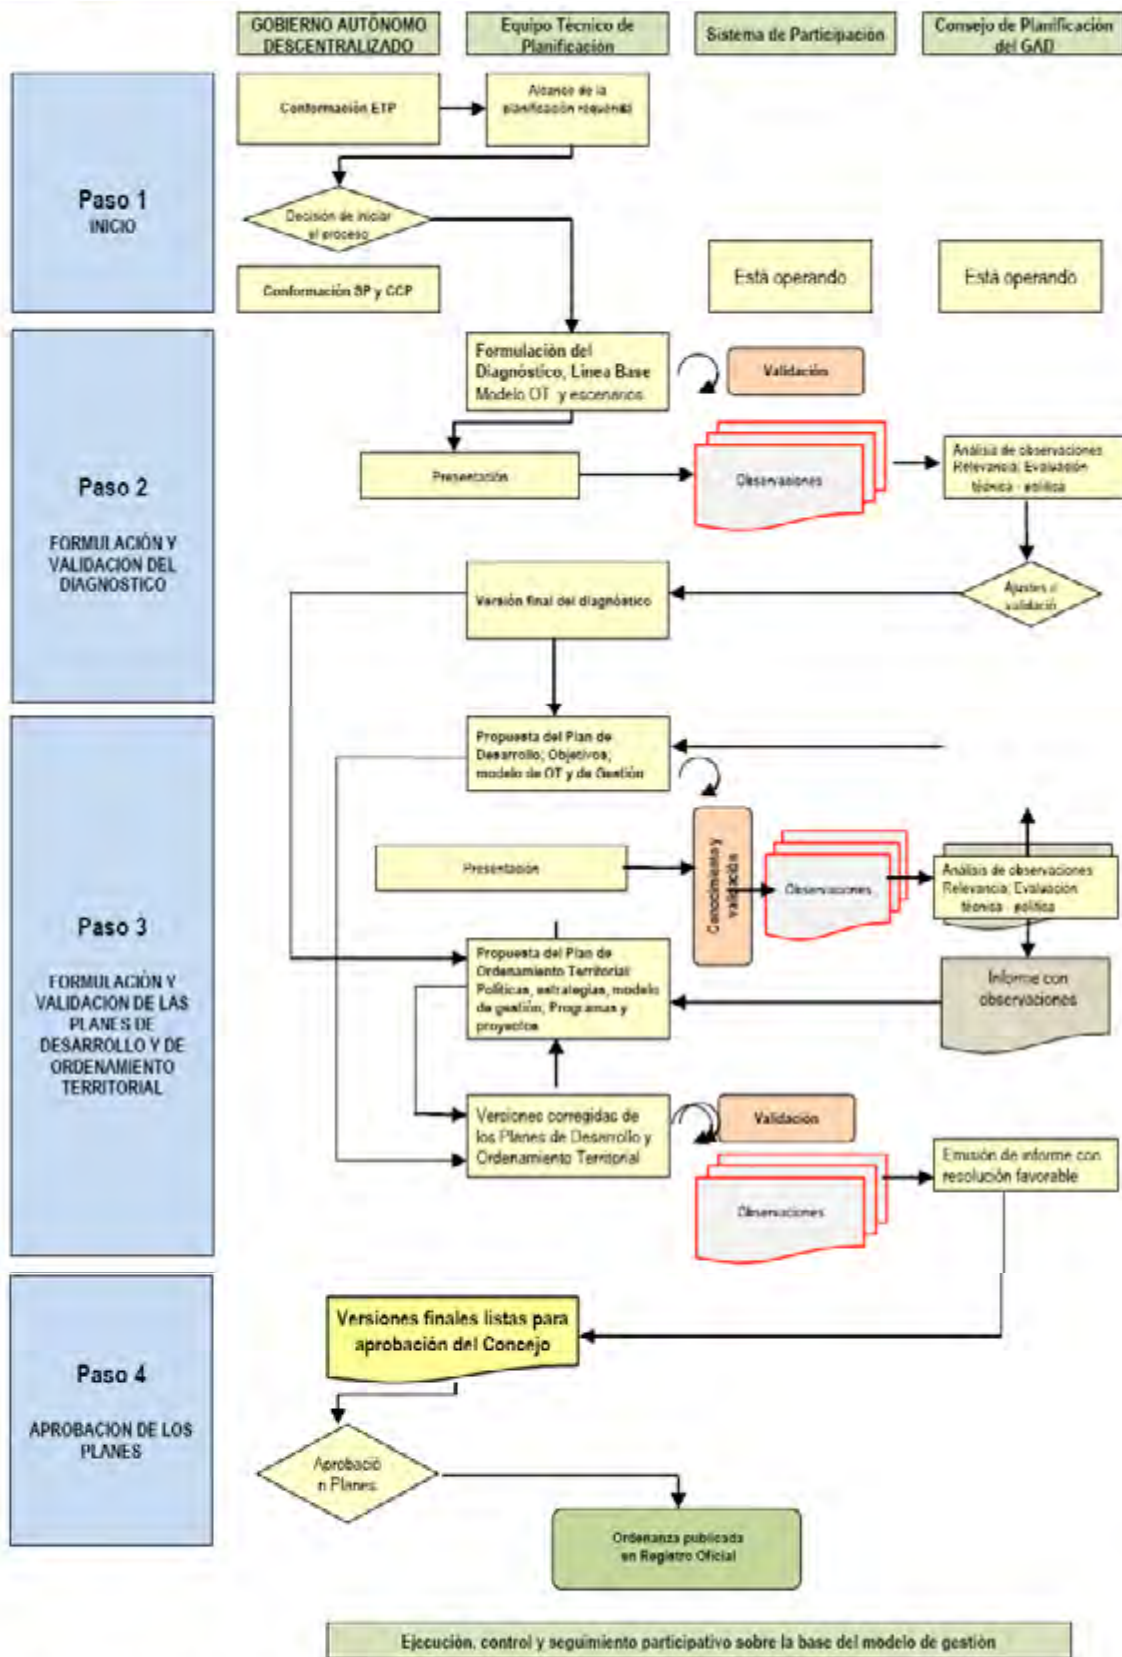 GOBIERNO AUTÓNOMO
DESCENTRALIZADO
Equipo Técnico de
Planificación
Sistema de Participación
Consejo de Planificación
del GAD
Paso 1
INICIO
Conformación ETP
Alcance de la
planificación requerida
Decisión de iniciar
el proceso
Conformación SP y CCP
Está operando
Está operando
Paso 2
FORMULACIÓN Y
VALIDACION DEL
DIAGNOSTICO
Formulación del
Diagnóstico, Línea Base
Modelo OT y escenarios
Validación
Presentación
Observaciones
Análisis de observaciones
Relevancia; Evaluación
técnica - política
Ajustes o
validació
Versión final del diagnóstico
Paso 3
FORMULACIÓN Y
VALIDACION DE LAS
PLANES DE
DESARROLLO Y DE
ORDENAMIENTO
TERRITORIAL
Propuesta del Plan de
Desarrollo; Objetivos;
modelo de OT y de Gestión
Presentación
Conocimiento y
validación
Observaciones
Análisis de observaciones
Relevancia; Evaluación
técnica - política
Propuesta del Plan de
Ordenamiento Territorial
Políticas, estrategias, modelo
de gestión; Programas y
proyectos
Informe con
observaciones
Versiones corregidas de
los Planes de Desarrollo y
Ordenamiento Territorial
Validación
Observaciones
Emisión de informe con
resolución favorable
Paso 4
APROBACION DE LOS
PLANES
Versiones finales listas para
aprobación del Concejo
Aprobació
n Planes
Ordenanza publicada
en Registro Oficial
Ejecución, control y seguimiento participativo sobre la base del modelo de gestión